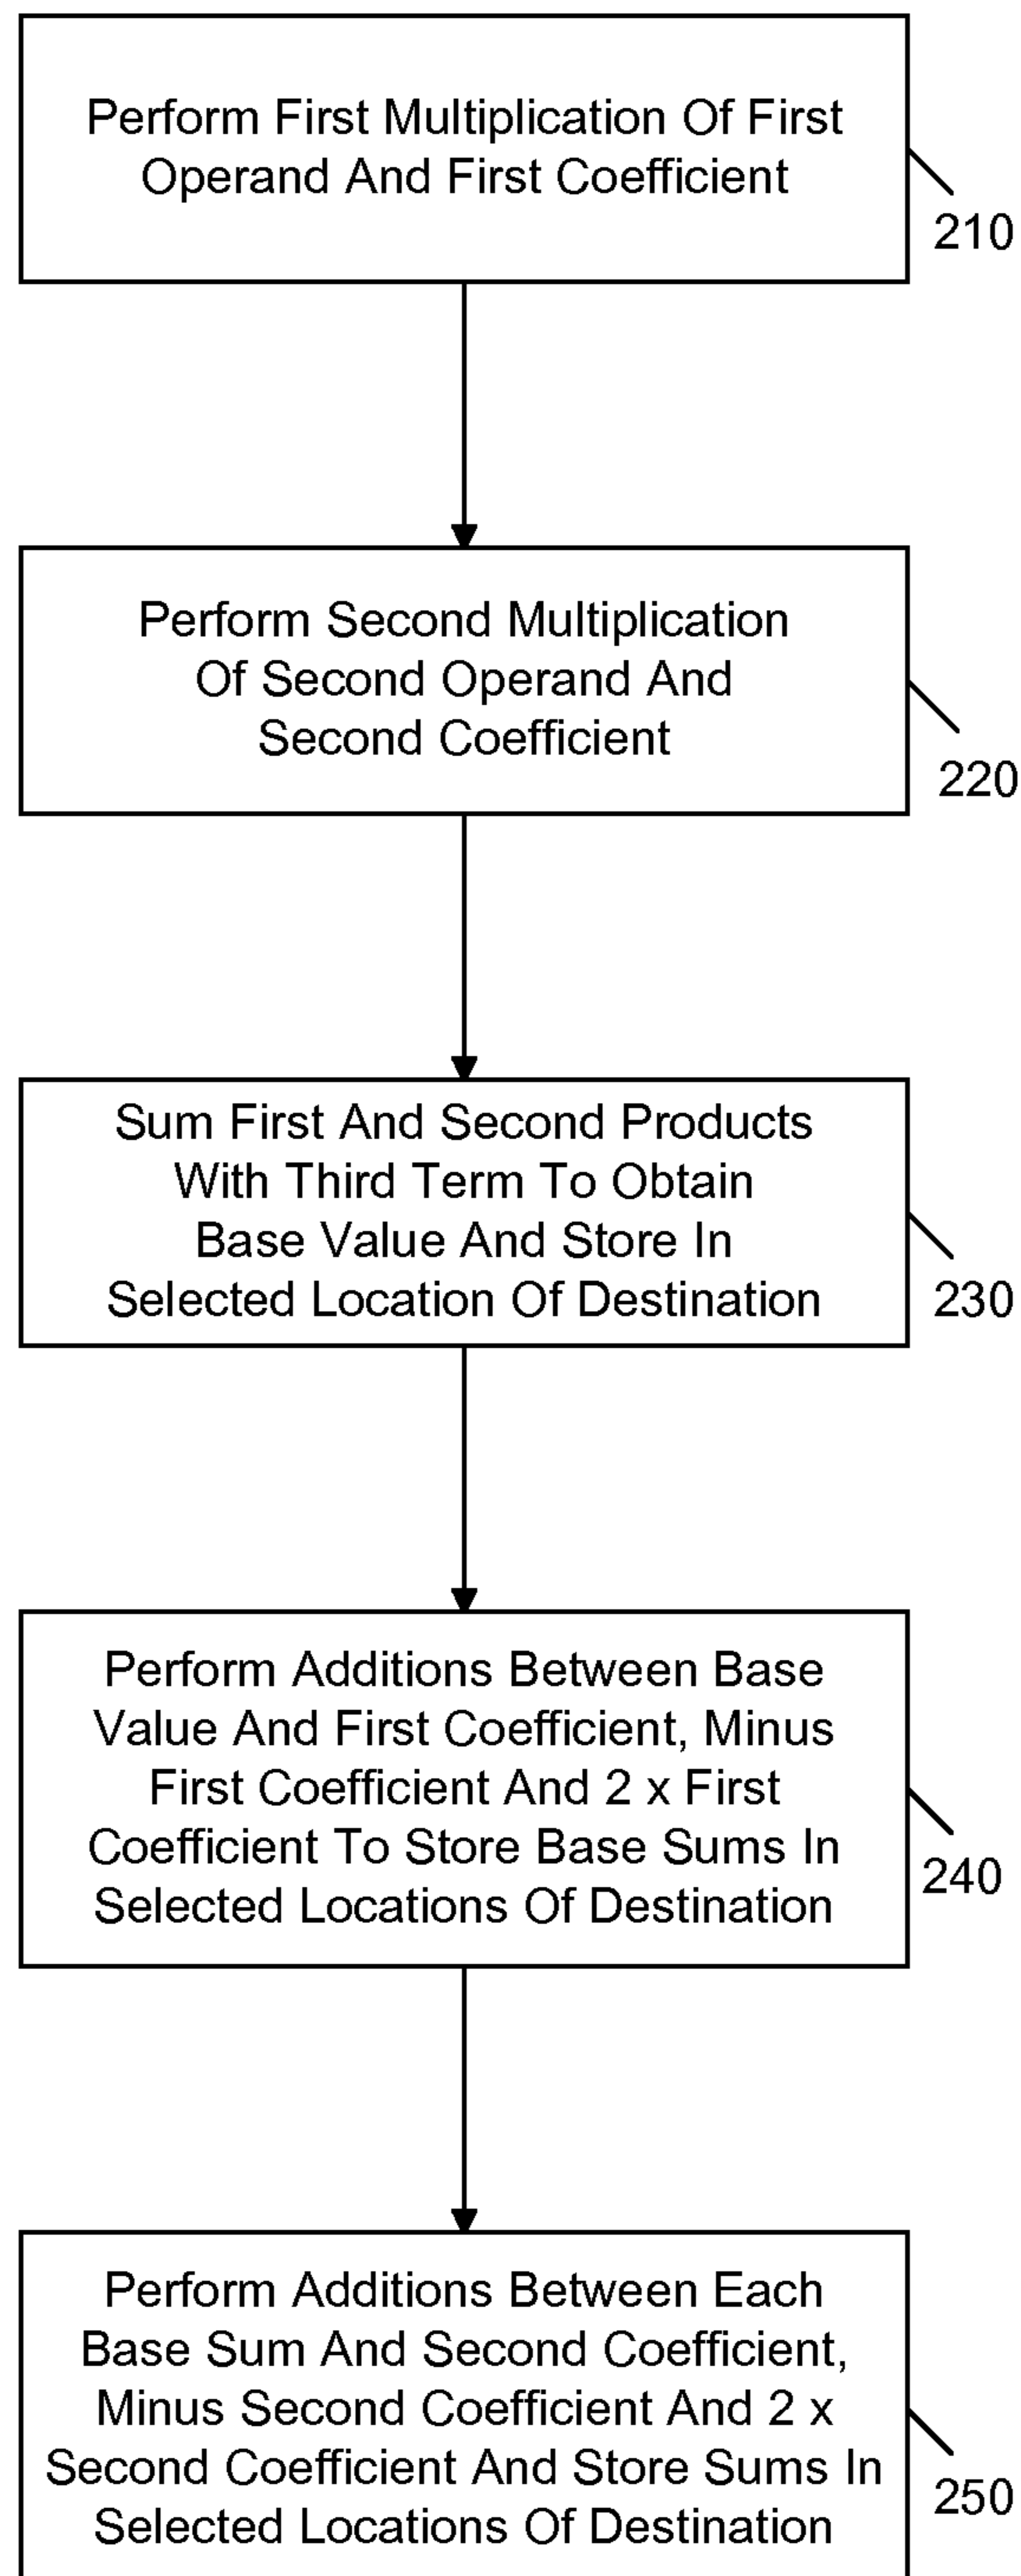 Perform First Multiplication Of First
Operand And First Coefficient
210
Perform Second Multiplication
Of Second Operand And
Second Coefficient
220
Sum First And Second Products
With Third Term To Obtain
Base Value And Store In
Selected Location Of Destination
230
Perform Additions Between Base
Value And First Coefficient, Minus
First Coefficient And 2 x First
Coefficient To Store Base Sums In
Selected Locations Of Destination
240
Perform Additions Between Each
Base Sum And Second Coefficient,
Minus Second Coefficient And 2 x
Second Coefficient And Store Sums In
Selected Locations Of Destination
250